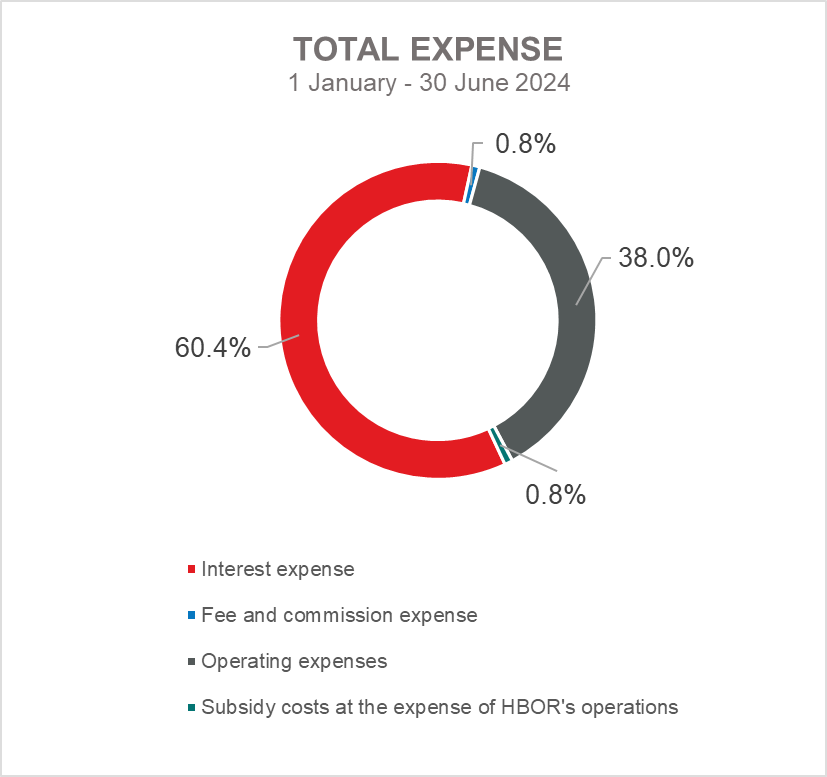 TOTAL EXPENSE
1 January - 30 June 2024
0.8%
38.0%
60.4%
0.8%
Interest expense
Fee and commission expense
Operating expenses
Subsidy costs at the expense of HBOR's operations